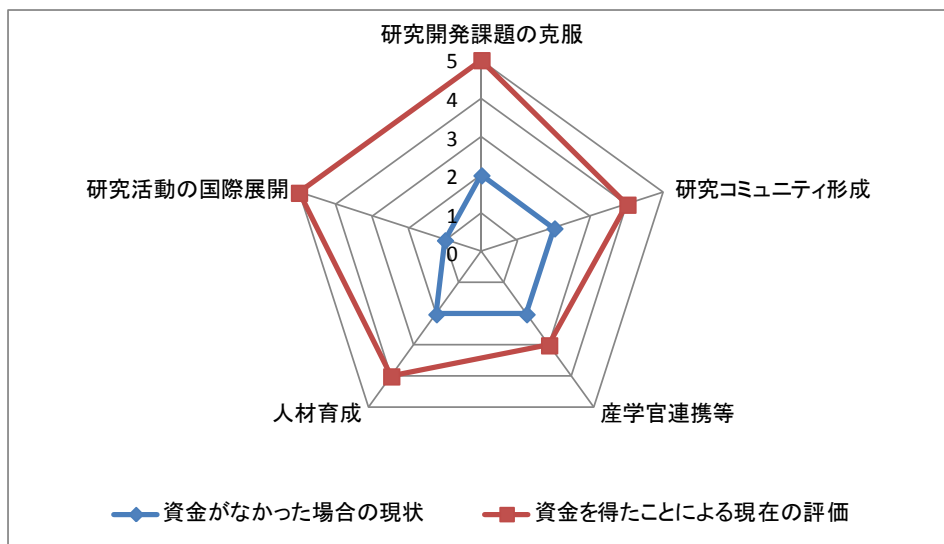 研究開発課題の克服
5
4
3
2
1
0
研究コミュニティ形成
産学官連携等
人材育成
研究活動の国際展開
資金がなかった場合の現状
資金を得たことによる現在の評価